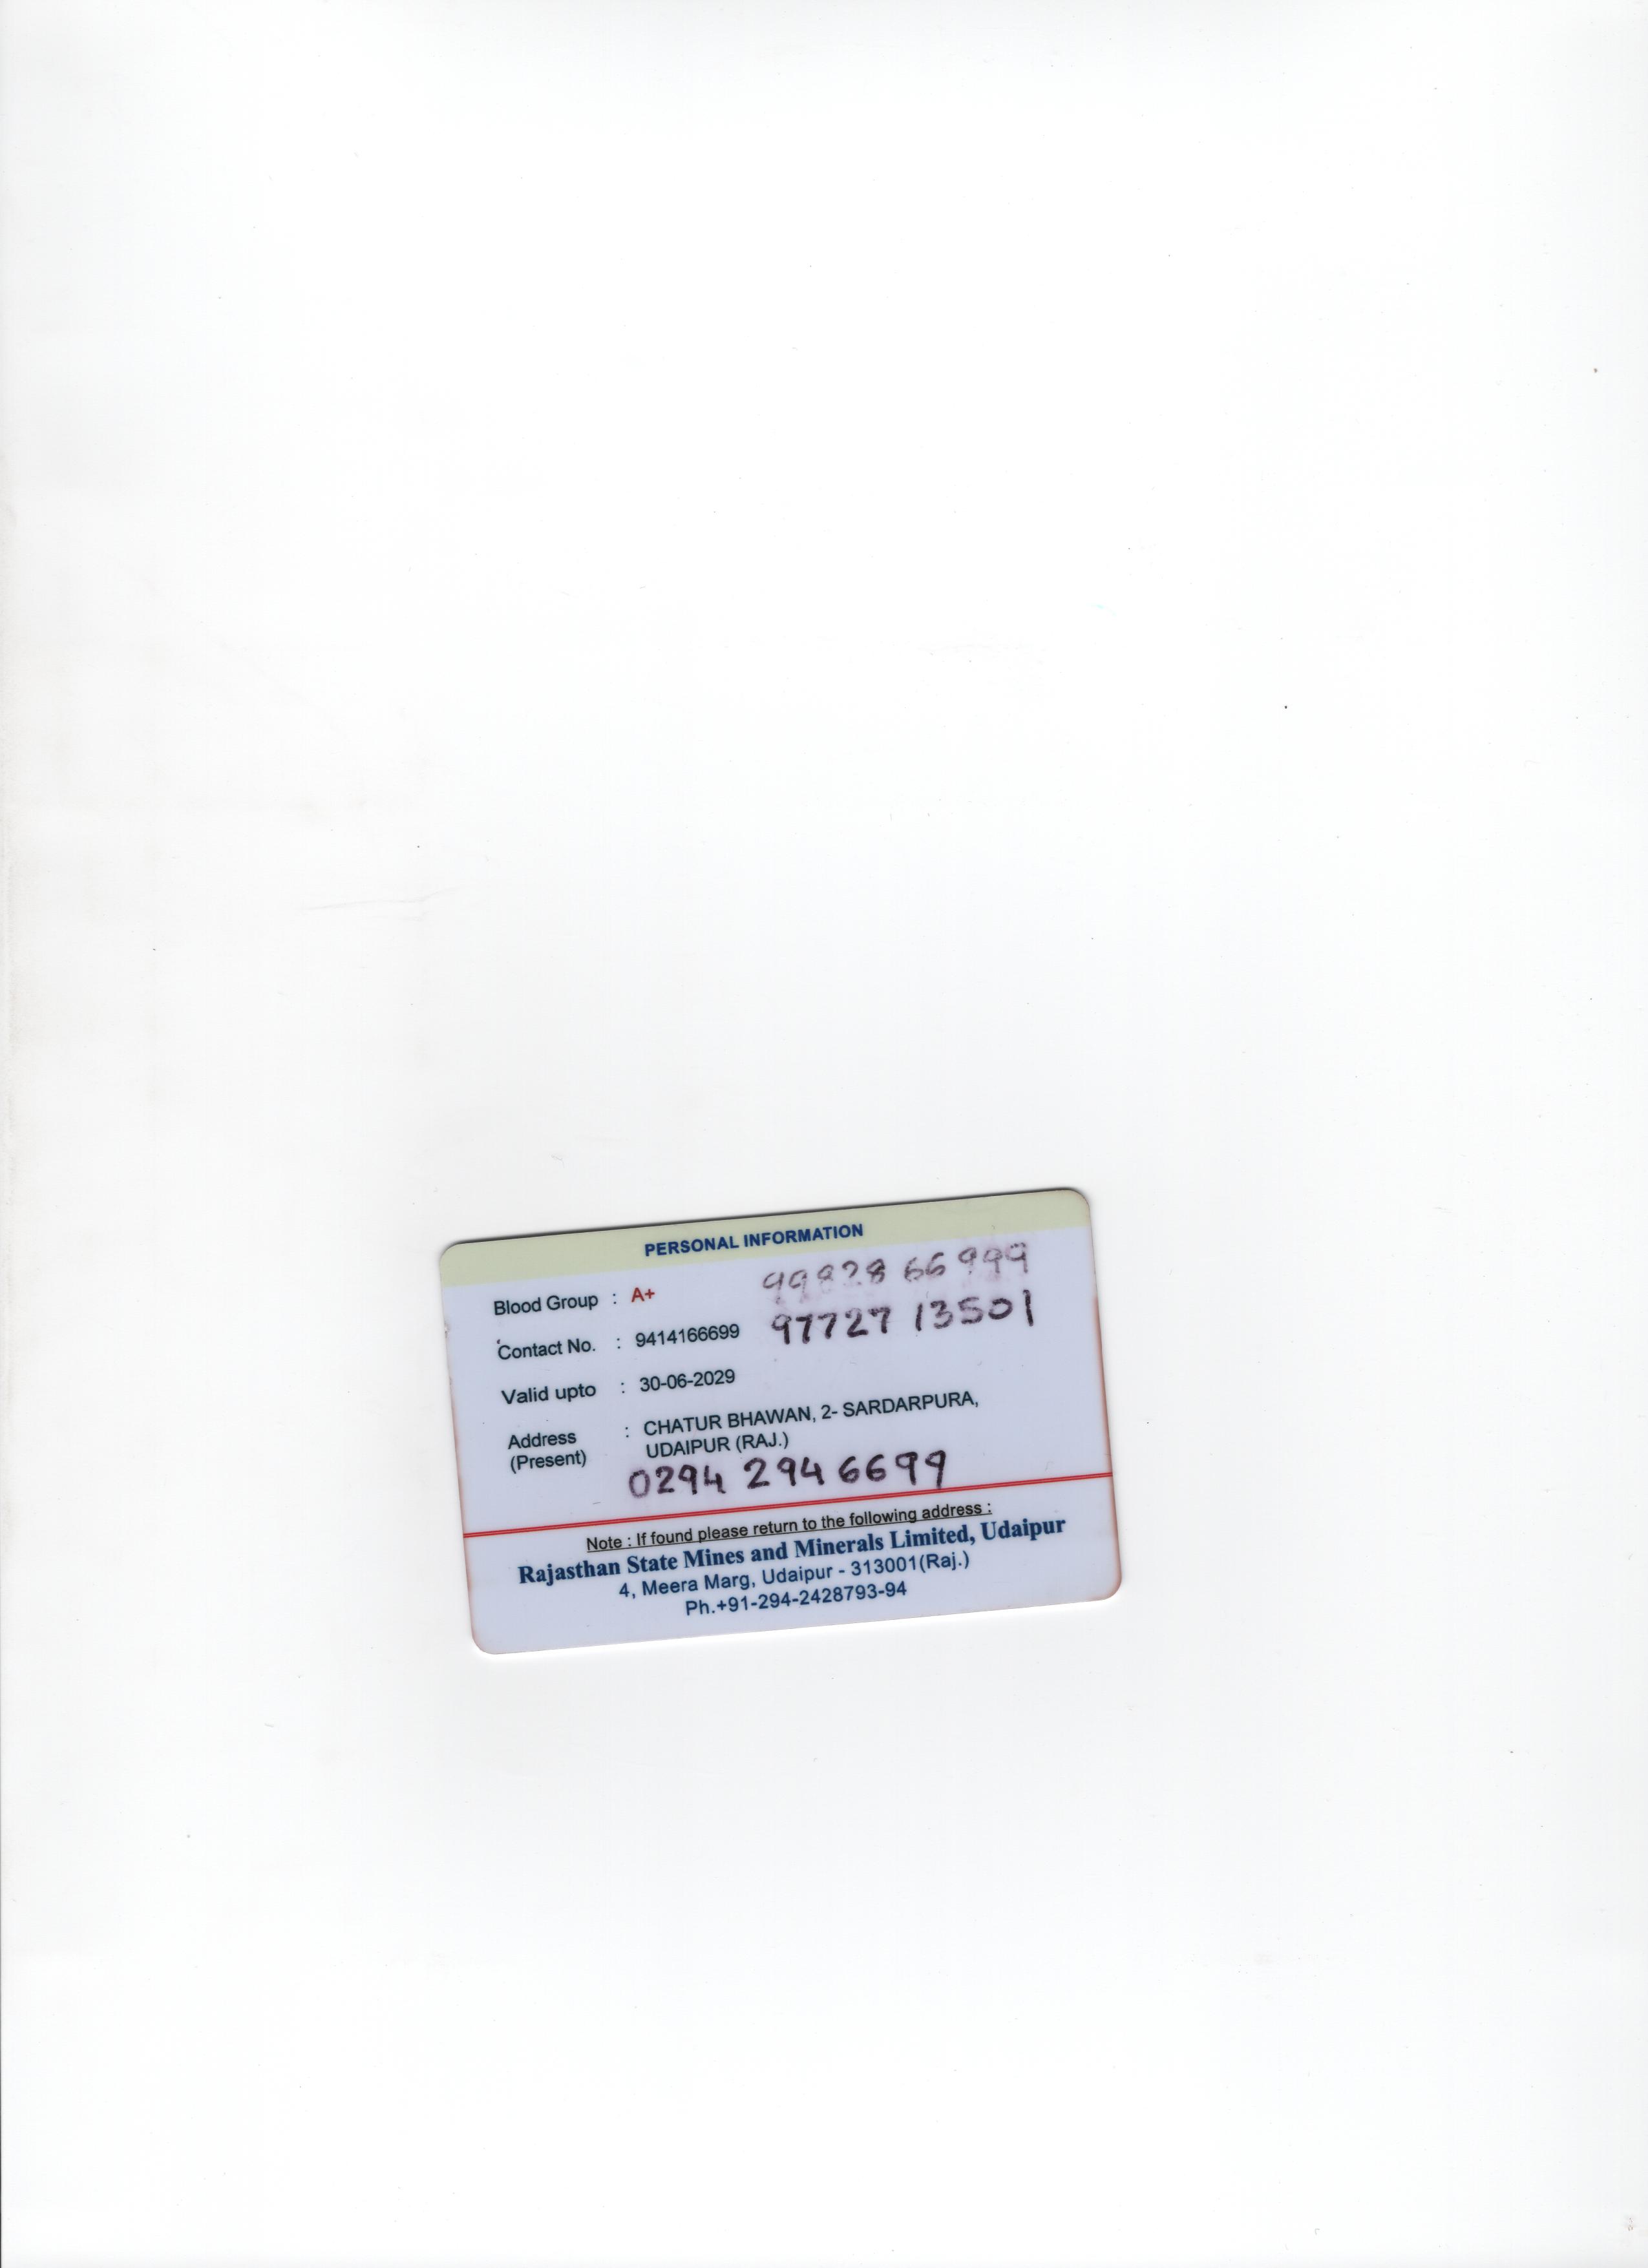 PERSONAL INFORMATION
99828 66999
Blood Group : A+
97727 13501
Contact No. : 9414166699
Valid upto : 30-06-2029
Address : CHATUR BHAWAN, 2- SARDARPURA,
(Present) UDAIPUR (RAJ.)
0294 294 6699
Note : If found please return to the following address :
Rajasthan State Mines and Minerals Limited, Udaipur
4, Meera Marg, Udaipur - 313001(Raj.)
Ph.+91-294-2428793-94